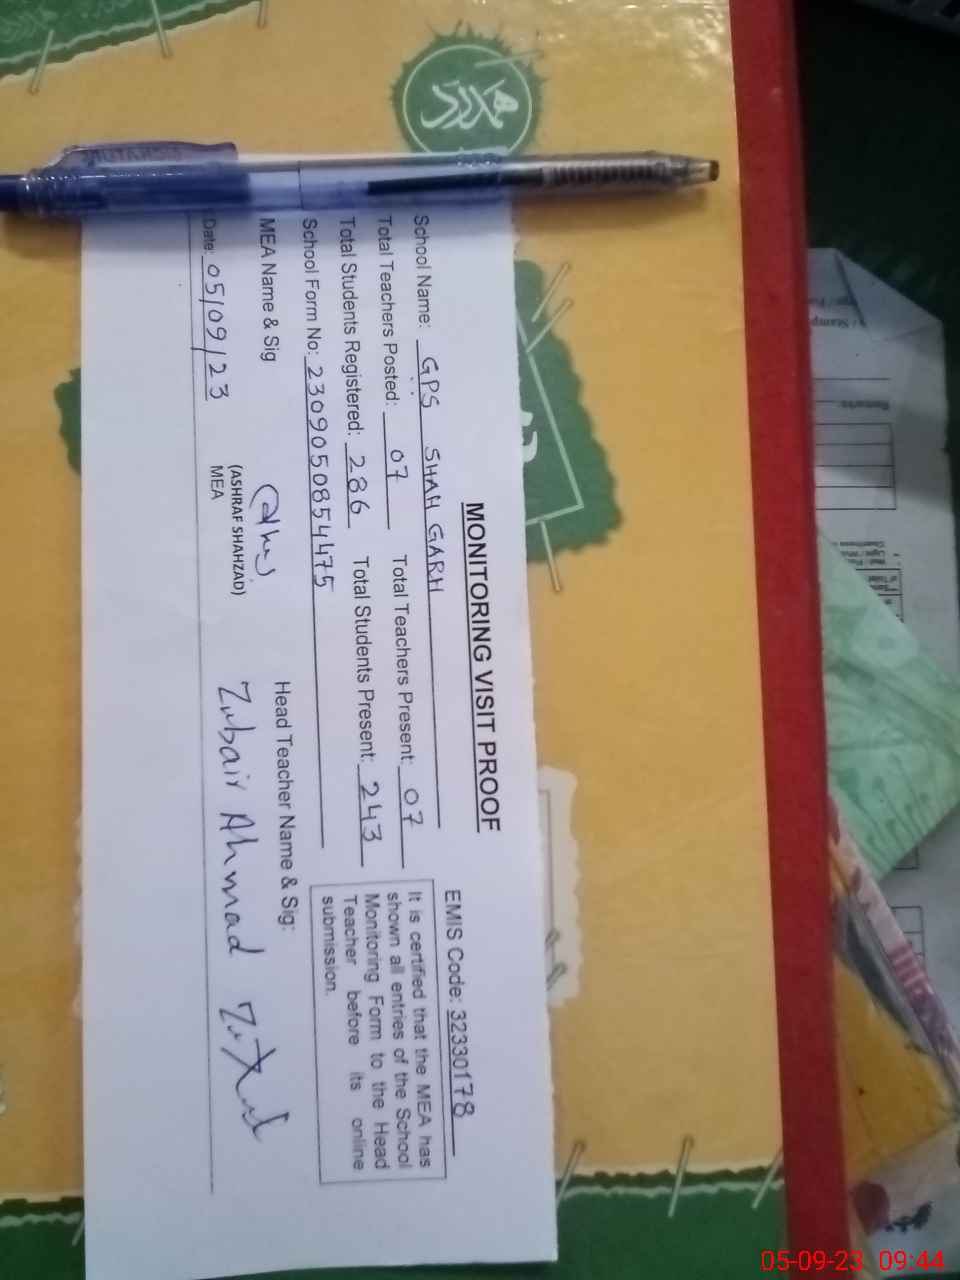 MONITORING VISIT PROOF
EMIS Code: 32330178
School Name: GPS SHAH GARH
Total Teachers Posted: 07 Total Teachers Present: 07
Total Students Registered: 286 Total Students Present: 243
School Form No: 2309050854475
It is certified that the MEA has
shown all entries of the School
Monitoring Form to the Head
Teacher before its online
submission.
MEA Name & Sig
Head Teacher Name & Sig:
(ASHRAF SHAHZAD)
MEA
Zubair Ahmad
Date: 05/09/23
Remarks
05-09-23 09:44